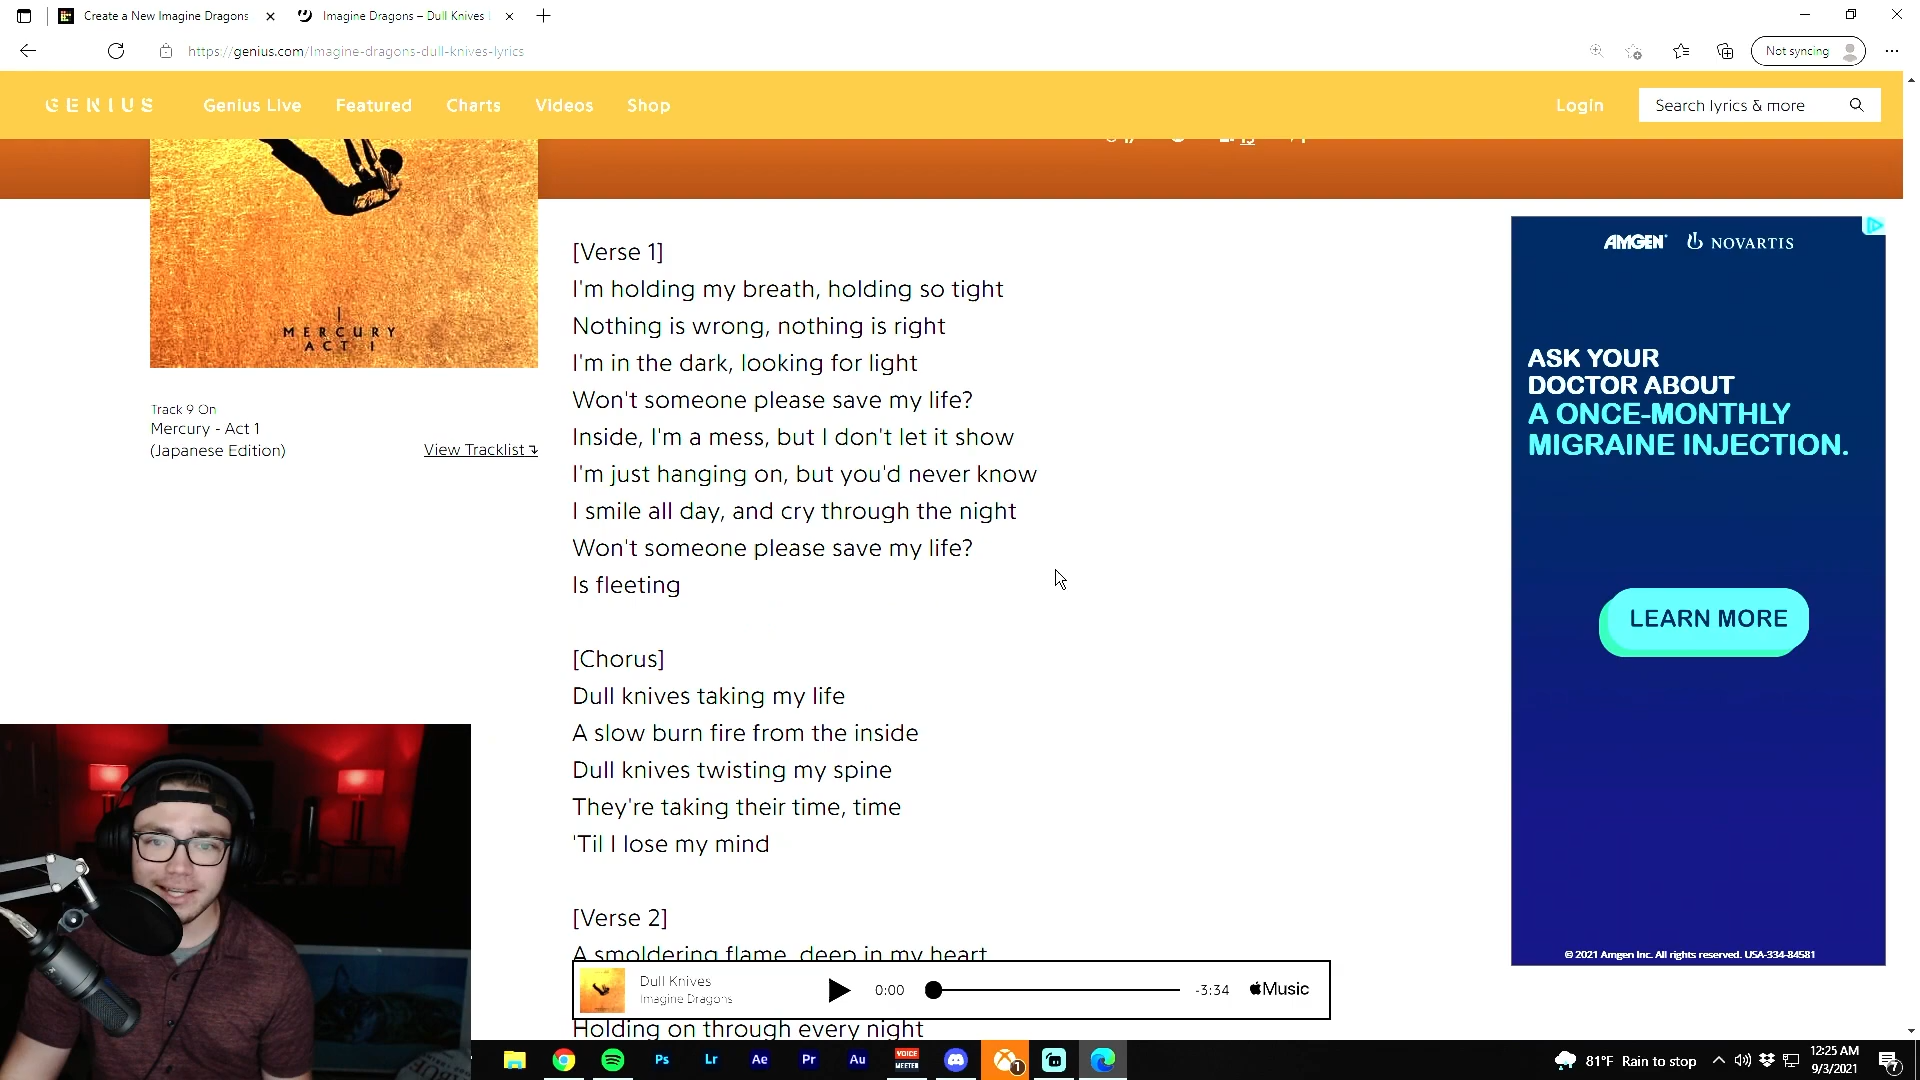 Create a New Imagine Dragons
Imagine Dragons – Dull Knives
https://genius.com/Imagine-dragons-dull-knives-lyrics
Not syncing
GENIUS
Genius Live
Featured
Charts
Videos
Shop
Login
Search lyrics & more
MERCURY
ACT I
Track 9 On
Mercury - Act 1
(Japanese Edition)
View Tracklist
[Verse 1]
I'm holding my breath, holding so tight
Nothing is wrong, nothing is right
I'm in the dark, looking for light
Won't someone please save my life?
Inside, I'm a mess, but I don't let it show
I'm just hanging on, but you'd never know
I smile all day, and cry through the night
Won't someone please save my life?
Is fleeting
[Chorus]
Dull knives taking my life
A slow burn fire from the inside
Dull knives twisting my spine
They're taking their time, time
'Til I lose my mind
[Verse 2]
A smoldering flame, deep in my heart
Dull Knives
Imagine Dragons
0:00
-3:34
Music
Holding on through every night
AMGEN
NOVARTIS
ASK YOUR
DOCTOR ABOUT
A ONCE-MONTHLY
MIGRAINE INJECTION.
LEARN MORE
© 2021 Amgen Inc. All rights reserved. USA-334-84581
Ps
Lr
Ae
Pr
Au
VOICE
MEETER
1
81°F Rain to stop
12:25 AM
9/3/2021
7